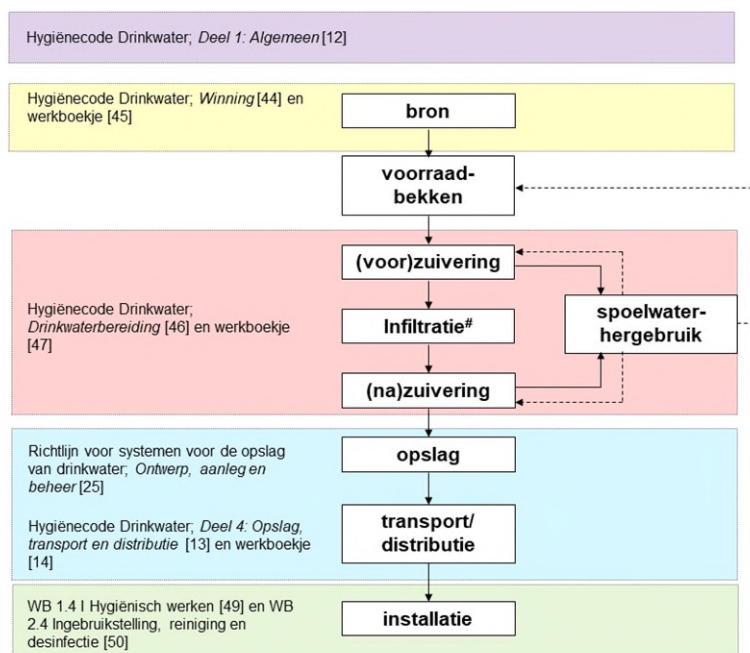 Hygiënecode Drinkwater; Deel 1: Algemeen [12]
Hygiënecode Drinkwater; Winning [44] en
werkboekje [45]
bron
voorraad-
bekken
(voor)zuivering
Hygiënecode Drinkwater;
Drinkwaterbereiding [46] en werkboekje
[47]
Infiltratie#
spoelwater-
hergebruik
(na)zuivering
Richtlijn voor systemen voor de opslag
van drinkwater; Ontwerp, aanleg en
beheer [25]
opslag
Hygiënecode Drinkwater; Deel 4: Opslag,
transport en distributie [13] en werkboekje
[14]
transport/
distributie
WB 1.4 I Hygiënisch werken [49] en WB
2.4 Ingebruikstelling, reiniging en
desinfectie [50]
installatie